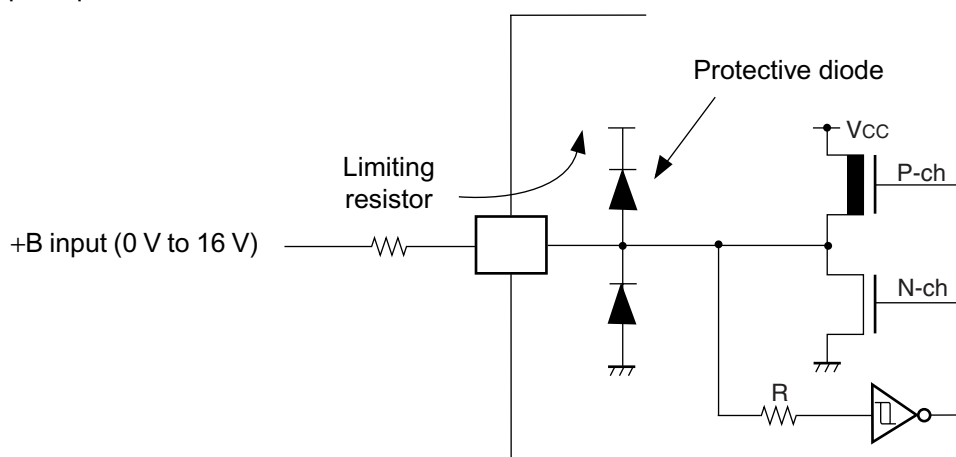 Protective diode
VCC
Limiting
resistor
P-ch
+B input (0 V to 16 V)
N-ch
R